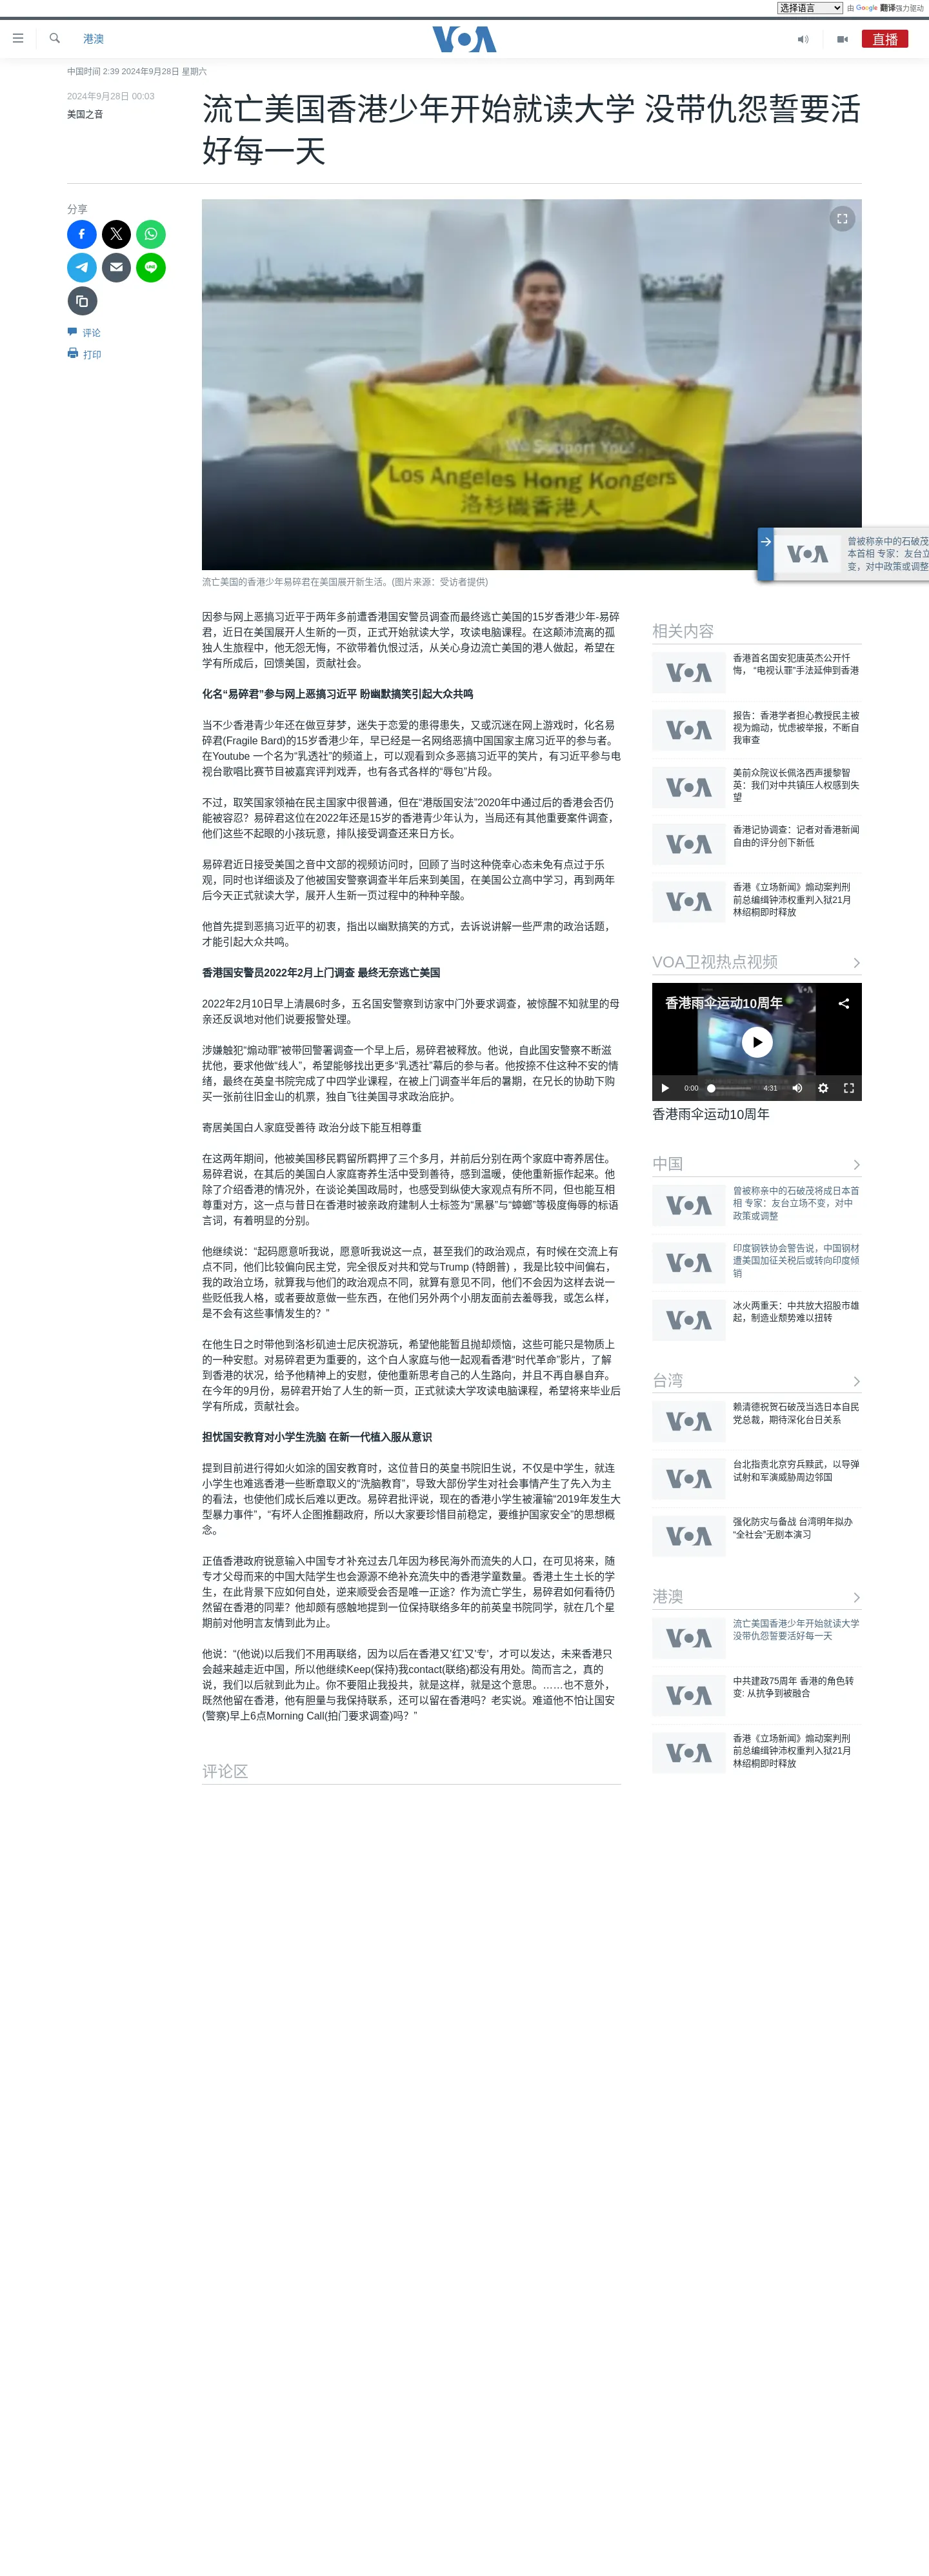 选择语言
由 Google 翻译强力驱动
港澳
VOA
直播
中国时间 2:39 2024年9月28日 星期六
2024年9月28日 00:03
美国之音
流亡美国香港少年开始就读大学 没带仇怨誓要活
好每一天
分享
评论
打印
We Support You!
Los Angeles Hong Kongers
洛杉磯香港人
流亡美国的香港少年易碎君在美国展开新生活。(图片来源：受访者提供)
曾被称亲中的石破茂
本首相 专家：友台立
变，对中政策或调整
因参与网上恶搞习近平于两年多前遭香港国安警员调查而最终逃亡美国的15岁香港少年-易碎
君，近日在美国展开人生新的一页，正式开始就读大学，攻读电脑课程。在这颠沛流离的孤
独人生旅程中，他无怨无悔，不欲带着仇恨过活，从关心身边流亡美国的港人做起，希望在
学有所成后，回馈美国，贡献社会。
化名“易碎君”参与网上恶搞习近平 盼幽默搞笑引起大众共鸣
当不少香港青少年还在做豆芽梦，迷失于恋爱的患得患失，又或沉迷在网上游戏时，化名易
碎君(Fragile Bard)的15岁香港少年，早已经是一名网络恶搞中国国家主席习近平的参与者。
在Youtube 一个名为“乳透社”的频道上，可以观看到众多恶搞习近平的笑片，有习近平参与电
视台歌唱比赛节目被嘉宾评判戏弄，也有各式各样的“辱包”片段。
不过，取笑国家领袖在民主国家中很普通，但在“港版国安法”2020年中通过后的香港会否仍
能被容忍？易碎君这位在2022年还是15岁的香港青少年认为，当局还有其他重要案件调查，
他们这些不起眼的小孩玩意，排队接受调查还来日方长。
易碎君近日接受美国之音中文部的视频访问时，回顾了当时这种侥幸心态未免有点过于乐
观，同时也详细谈及了他被国安警察调查半年后来到美国，在美国公立高中学习，再到两年
后今天正式就读大学，展开人生新一页过程中的种种辛酸。
他首先提到恶搞习近平的初衷，指出以幽默搞笑的方式，去诉说讲解一些严肃的政治话题，
才能引起大众共鸣。
香港国安警员2022年2月上门调查 最终无奈逃亡美国
2022年2月10日早上清晨6时多，五名国安警察到访家中门外要求调查，被惊醒不知就里的母
亲还反讽地对他们说要报警处理。
涉嫌触犯“煽动罪”被带回警署调查一个早上后，易碎君被释放。他说，自此国安警察不断滋
扰他，要求他做“线人”，希望能够找出更多“乳透社”幕后的参与者。他按捺不住这种不安的情
绪，最终在英皇书院完成了中四学业课程，在被上门调查半年后的暑期，在兄长的协助下购
买一张前往旧金山的机票，独自飞往美国寻求政治庇护。
寄居美国白人家庭受善待 政治分歧下能互相尊重
在这两年期间，他被美国移民羁留所羁押了三个多月，并前后分别在两个家庭中寄养居住。
易碎君说，在其后的美国白人家庭寄养生活中受到善待，感到温暖，使他重新振作起来。他
除了介绍香港的情况外，在谈论美国政局时，也感受到纵使大家观点有所不同，但也能互相
尊重对方，这一点与昔日在香港时被亲政府建制人士标签为“黑暴”与“蟑螂”等极度侮辱的标语
言词，有着明显的分别。
他继续说：“起码愿意听我说，愿意听我说这一点，甚至我们的政治观点，有时候在交流上有
点不同，他们比较偏向民主党，完全很反对共和党与Trump (特朗普) ，我是比较中间偏右，
我的政治立场，就算我与他们的政治观点不同，就算有意见不同，他们不会因为这样去说一
些贬低我人格，或者要故意做一些东西，在他们另外两个小朋友面前去羞辱我，或怎么样，
是不会有这些事情发生的？”
在他生日之时带他到洛杉矶迪士尼庆祝游玩，希望他能暂且抛却烦恼，这些可能只是物质上
的一种安慰。对易碎君更为重要的，这个白人家庭与他一起观看香港“时代革命”影片，了解
到香港的状况，给予他精神上的安慰，使他重新思考自己的人生路向，并且不再自暴自弃。
在今年的9月份，易碎君开始了人生的新一页，正式就读大学攻读电脑课程，希望将来毕业后
学有所成，贡献社会。
担忧国安教育对小学生洗脑 在新一代植入服从意识
提到目前进行得如火如涂的国安教育时，这位昔日的英皇书院旧生说，不仅是中学生，就连
小学生也难逃香港一些断章取义的“洗脑教育”，导致大部份学生对社会事情产生了先入为主
的看法，也使他们成长后难以更改。易碎君批评说，现在的香港小学生被灌输“2019年发生大
型暴力事件”，“有坏人企图推翻政府，所以大家要珍惜目前稳定，要维护国家安全”的思想概
念。
正值香港政府锐意输入中国专才补充过去几年因为移民海外而流失的人口，在可见将来，随
专才父母而来的中国大陆学生也会源源不绝补充流失中的香港学童数量。香港土生土长的学
生，在此背景下应如何自处，逆来顺受会否是唯一正途？作为流亡学生，易碎君如何看待仍
然留在香港的同辈？他却颇有感触地提到一位保持联络多年的前英皇书院同学，就在几个星
期前对他明言友情到此为止。
他说：“(他说)以后我们不用再联络，因为以后在香港又‘红’又‘专’，才可以发达，未来香港只
会越来越走近中国，所以他继续Keep(保持)我contact(联络)都没有用处。简而言之，真的
说，我们以后就到此为止。你不要阻止我投共，就是这样，就是这个意思。……也不意外，
既然他留在香港，他有胆量与我保持联系，还可以留在香港吗？老实说。难道他不怕让国安
(警察)早上6点Morning Call(拍门要求调查)吗？”
评论区
相关内容
香港首名国安犯唐英杰公开忏
悔， “电视认罪”手法延伸到香港
报告：香港学者担心教授民主被
视为煽动，忧虑被举报，不断自
我审查
美前众院议长佩洛西声援黎智
英：我们对中共镇压人权感到失
望
香港记协调查：记者对香港新闻
自由的评分创下新低
香港《立场新闻》煽动案判刑
前总编缉钟沛权重判入狱21月
林绍桐即时释放
VOA卫视热点视频
香港雨伞运动10周年
0:00
4:31
香港雨伞运动10周年
中国
曾被称亲中的石破茂将成日本首
相 专家：友台立场不变，对中
政策或调整
印度钢铁协会警告说，中国钢材
遭美国加征关税后或转向印度倾
销
冰火两重天：中共放大招股市雄
起，制造业颓势难以扭转
台湾
赖清德祝贺石破茂当选日本自民
党总裁，期待深化台日关系
台北指责北京穷兵黩武，以导弹
试射和军演威胁周边邻国
强化防灾与备战 台湾明年拟办
“全社会”无剧本演习
港澳
流亡美国香港少年开始就读大学
没带仇怨誓要活好每一天
中共建政75周年 香港的角色转
变: 从抗争到被融合
香港《立场新闻》煽动案判刑
前总编缉钟沛权重判入狱21月
林绍桐即时释放